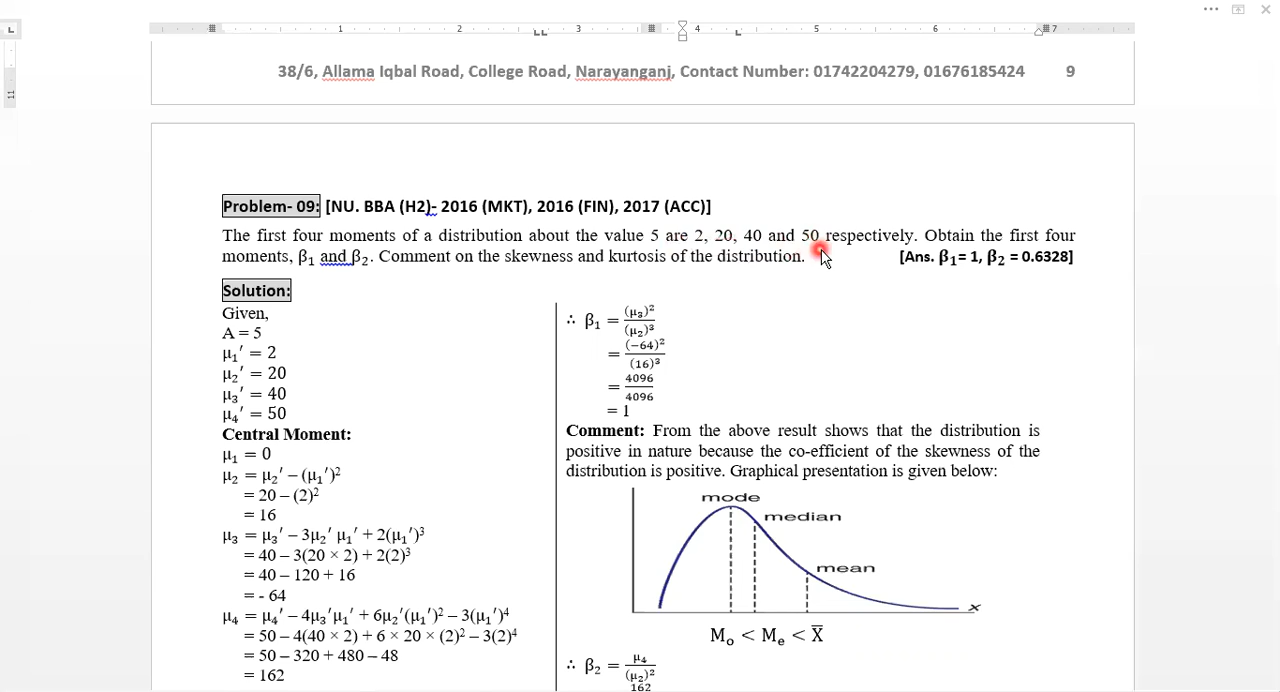 1 2 3 4 5 6 7
11
38/6, Allama Iqbal Road, College Road, Narayanganj, Contact Number: 01742204279, 01676185424 9
Problem- 09: [NU. BBA (H2)- 2016 (MKT), 2016 (FIN), 2017 (ACC)]
The first four moments of a distribution about the value 5 are 2, 20, 40 and 50 respectively. Obtain the first four
moments, β₁ and β₂. Comment on the skewness and kurtosis of the distribution. [Ans. β₁= 1, β₂ = 0.6328]
Solution:
Given,
A = 5
μ₁′ = 2
μ₂′ = 20
μ₃′ = 40
μ₄′ = 50
Central Moment:
μ₁ = 0
μ₂ = μ₂′ − (μ₁′)²
= 20 – (2)²
= 16
μ₃ = μ₃′ − 3μ₂′ μ₁′ + 2(μ₁′)³
= 40 – 3(20 × 2) + 2(2)³
= 40 – 120 + 16
= - 64
μ₄ = μ₄′ − 4μ₃′μ₁′ + 6μ₂′(μ₁′)² – 3(μ₁′)⁴
= 50 – 4(40 × 2) + 6 × 20 × (2)² – 3(2)⁴
= 50 – 320 + 480 – 48
= 162
∴ β₁ = (μ₃)²
(μ₂)³
= (−64)²
(16)³
= 4096
4096
= 1
Comment: From the above result shows that the distribution is
positive in nature because the co-efficient of the skewness of the
distribution is positive. Graphical presentation is given below:
mode
median
mean
x
Mₒ < Mₑ < X̅
∴ β₂ = μ₄
(μ₂)²
162